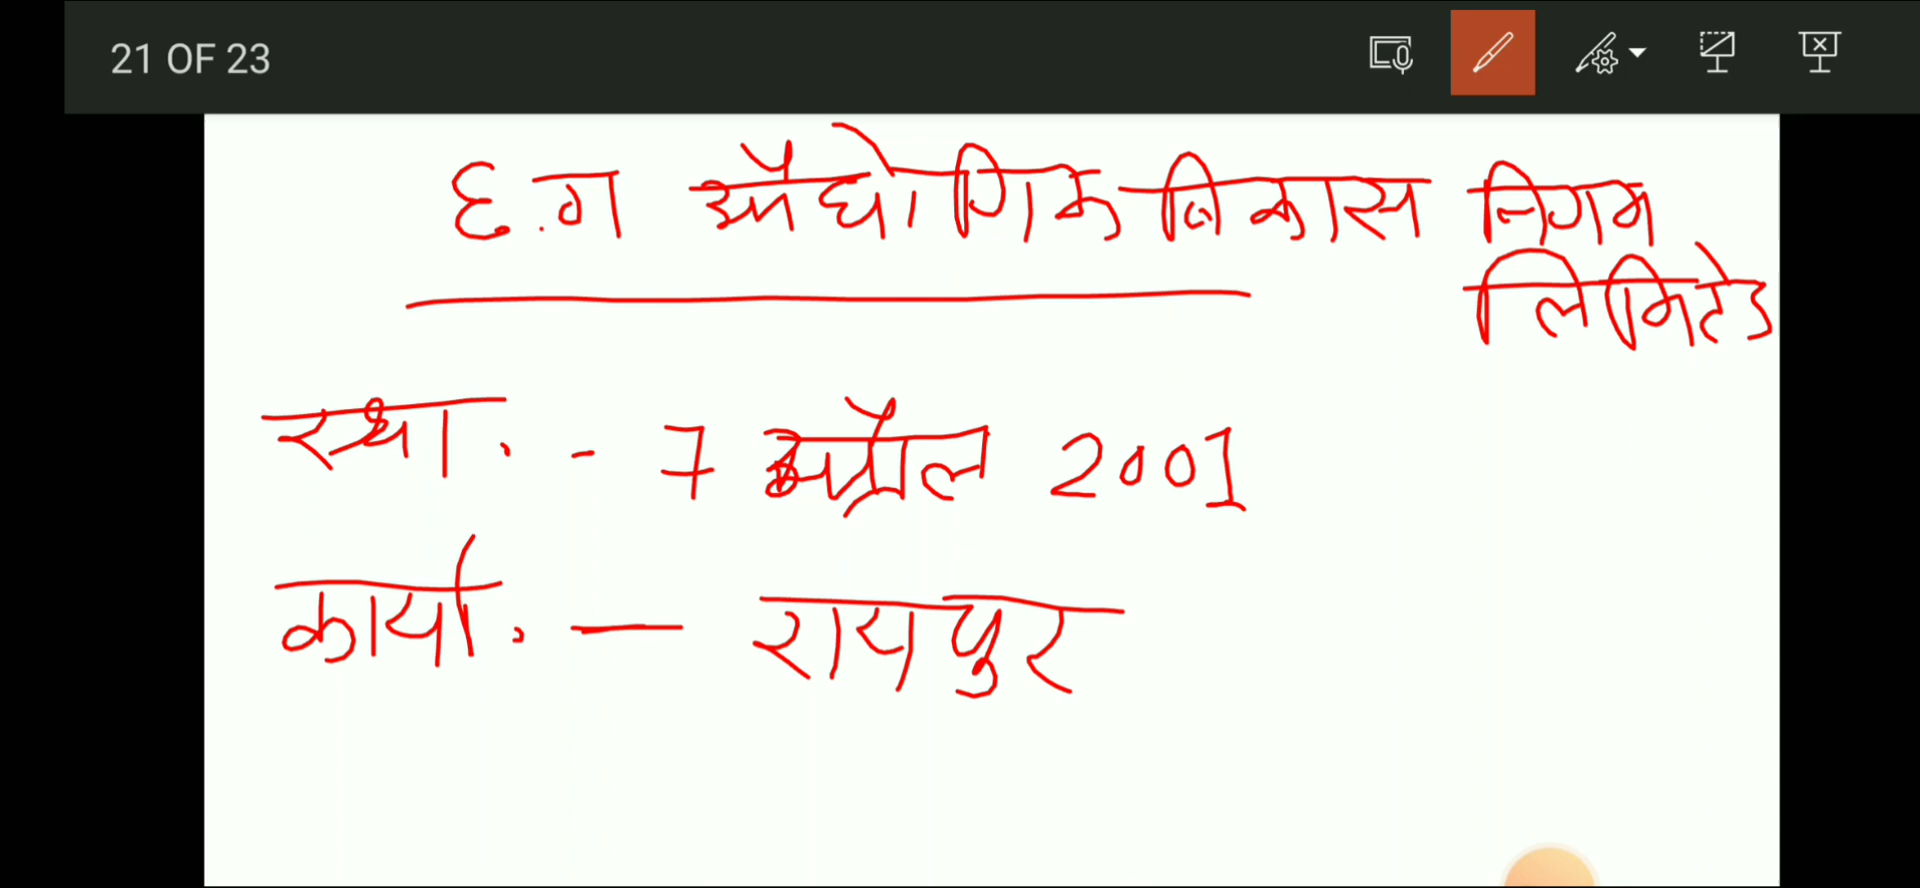 21 OF 23
छ.ग औद्योगिक विकास निगम
लिमिटेड
स्था. - 7 अप्रैल 2001
कार्या. — रायपुर